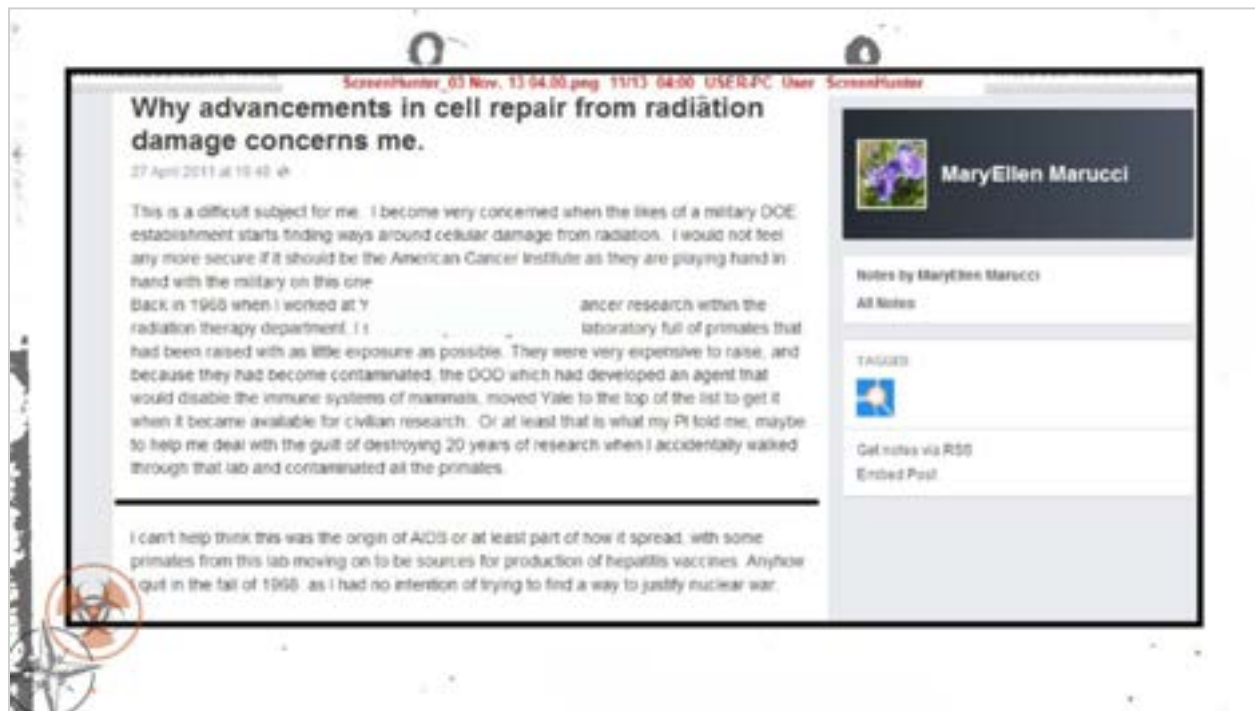 ScreenHunter_03 Nov. 13 04.00.png 11/13 04:00 USER-PC User ScreenHunter
Why advancements in cell repair from radiation
damage concerns me.
27 April 2011 at
This is a difficult subject for me. I become very concerned when the likes of a military DOE
establishment starts finding ways around cellular damage from radiation. I would not feel
any more secure if it should be the American Cancer Institute as they are playing hand in
hand with the military on this one
Back in 1968 when I worked at Y ancer research within the
radiation therapy department. I s laboratory full of primates that
had been raised with as little exposure as possible. They were very expensive to raise, and
because they had become contaminated, the DOD which had developed an agent that
would disable the immune systems of mammals, moved Yale to the top of the list to get it
when it became available for civilian research. Or at least that is what my PI told me, maybe
to help me deal with the guilt of destroying 20 years of research when I accidentally walked
through that lab and contaminated all the primates.
I can't help think this was the origin of AIDS or at least part of how it spread, with some
primates from this lab moving on to be sources for production of hepatitis vaccines. Anyhow
I quit in the fall of 1968. as I had no intention of trying to find a way to justify nuclear war.
MaryEllen Marucci
Notes by MaryEllen Marucci
All Notes
TAGGED
Get notes via RSS
Embed Post